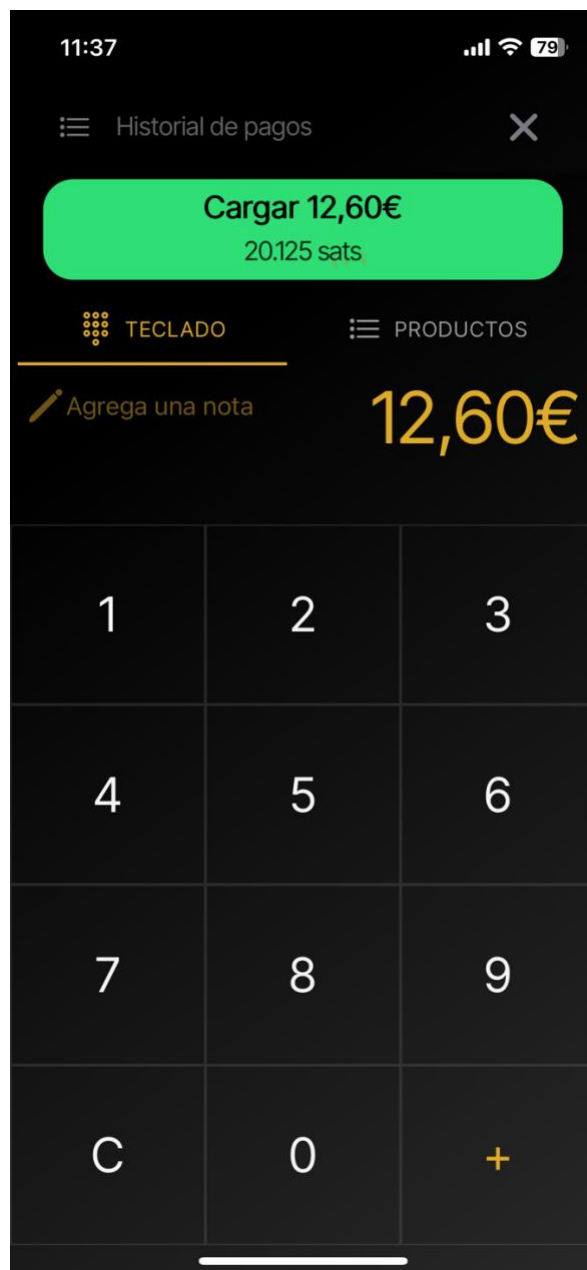 11:37
79
Historial de pagos
Cargar 12,60€
20.125 sats
TECLADO
PRODUCTOS
Agrega una nota
12,60€
1 2 3
4 5 6
7 8 9
C 0 +